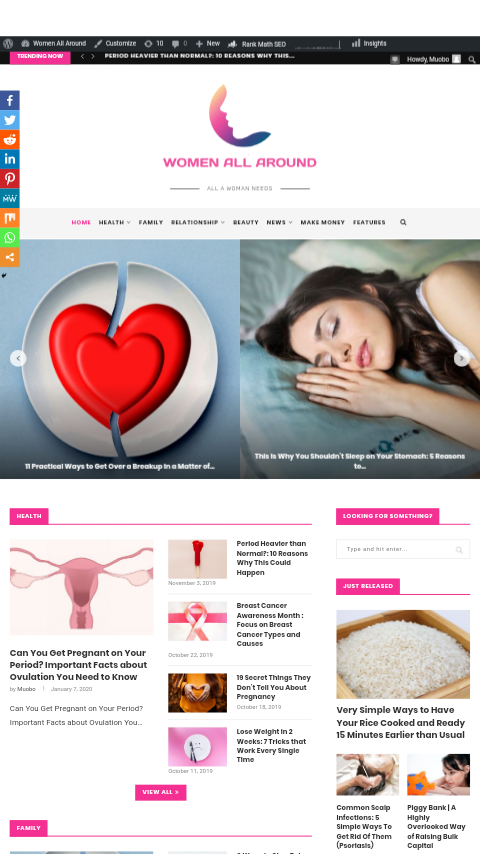 Women All Around Customize 10 0 New Rank Math SEO Insights
TRENDING NOW PERIOD HEAVIER THAN NORMAL?: 10 REASONS WHY THIS...
Howdy, Muobo
WOMEN ALL AROUND
ALL A WOMAN NEEDS
HOME HEALTH FAMILY RELATIONSHIP BEAUTY NEWS MAKE MONEY FEATURES
MW
11 Practical Ways to Get Over a Breakup In a Matter of...
This Is Why You Shouldn't Sleep on Your Stomach: 5 Reasons
to...
HEALTH
Can You Get Pregnant on Your
Period? Important Facts about
Ovulation You Need to Know
by Muobo January 7, 2020
Can You Get Pregnant on Your Period?
Important Facts about Ovulation You...
Period Heavier than
Normal?: 10 Reasons
Why This Could
Happen
November 3, 2019
Breast Cancer
Awareness Month :
Focus on Breast
Cancer Types and
Causes
October 22, 2019
19 Secret Things They
Don't Tell You About
Pregnancy
October 18, 2019
Lose Weight In 2
Weeks: 7 Tricks that
Work Every Single
Time
October 11, 2019
VIEW ALL >
FAMILY
LOOKING FOR SOMETHING?
Type and hit enter...
JUST RELEASED
Very Simple Ways to Have
Your Rice Cooked and Ready
15 Minutes Earlier than Usual
Common Scalp
Infections: 5
Simple Ways To
Get Rid Of Them
(Psoriasis)
Piggy Bank | A
Highly
Overlooked Way
of Raising Bulk
Capital